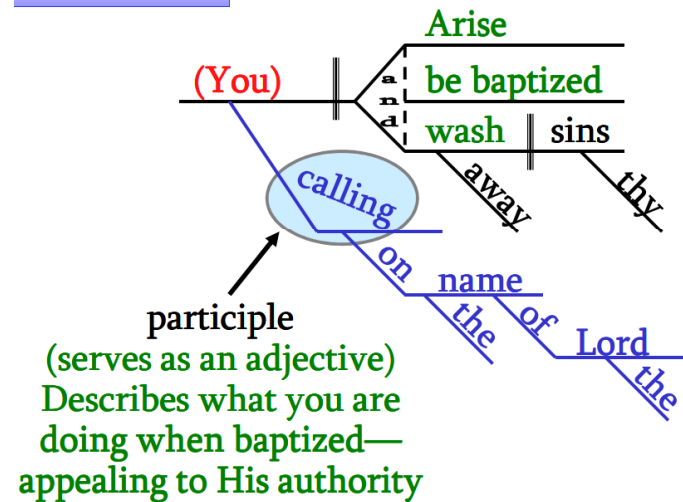 Arise
(You)
and
be baptized
wash
sins
away
thy
calling
on
name
the
of
Lord
the
participle
(serves as an adjective)
Describes what you are
doing when baptized—
appealing to His authority